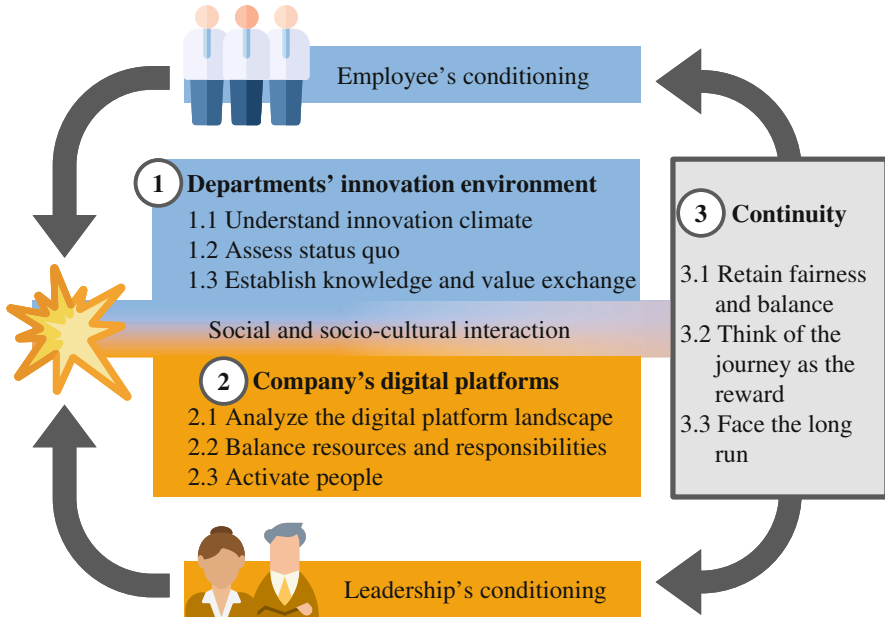 Employee's conditioning
1 Departments' innovation environment
1.1 Understand innovation climate
1.2 Assess status quo
1.3 Establish knowledge and value exchange
Social and socio-cultural interaction
2 Company's digital platforms
2.1 Analyze the digital platform landscape
2.2 Balance resources and responsibilities
2.3 Activate people
3 Continuity
3.1 Retain fairness
and balance
3.2 Think of the
journey as the
reward
3.3 Face the long
run
Leadership's conditioning